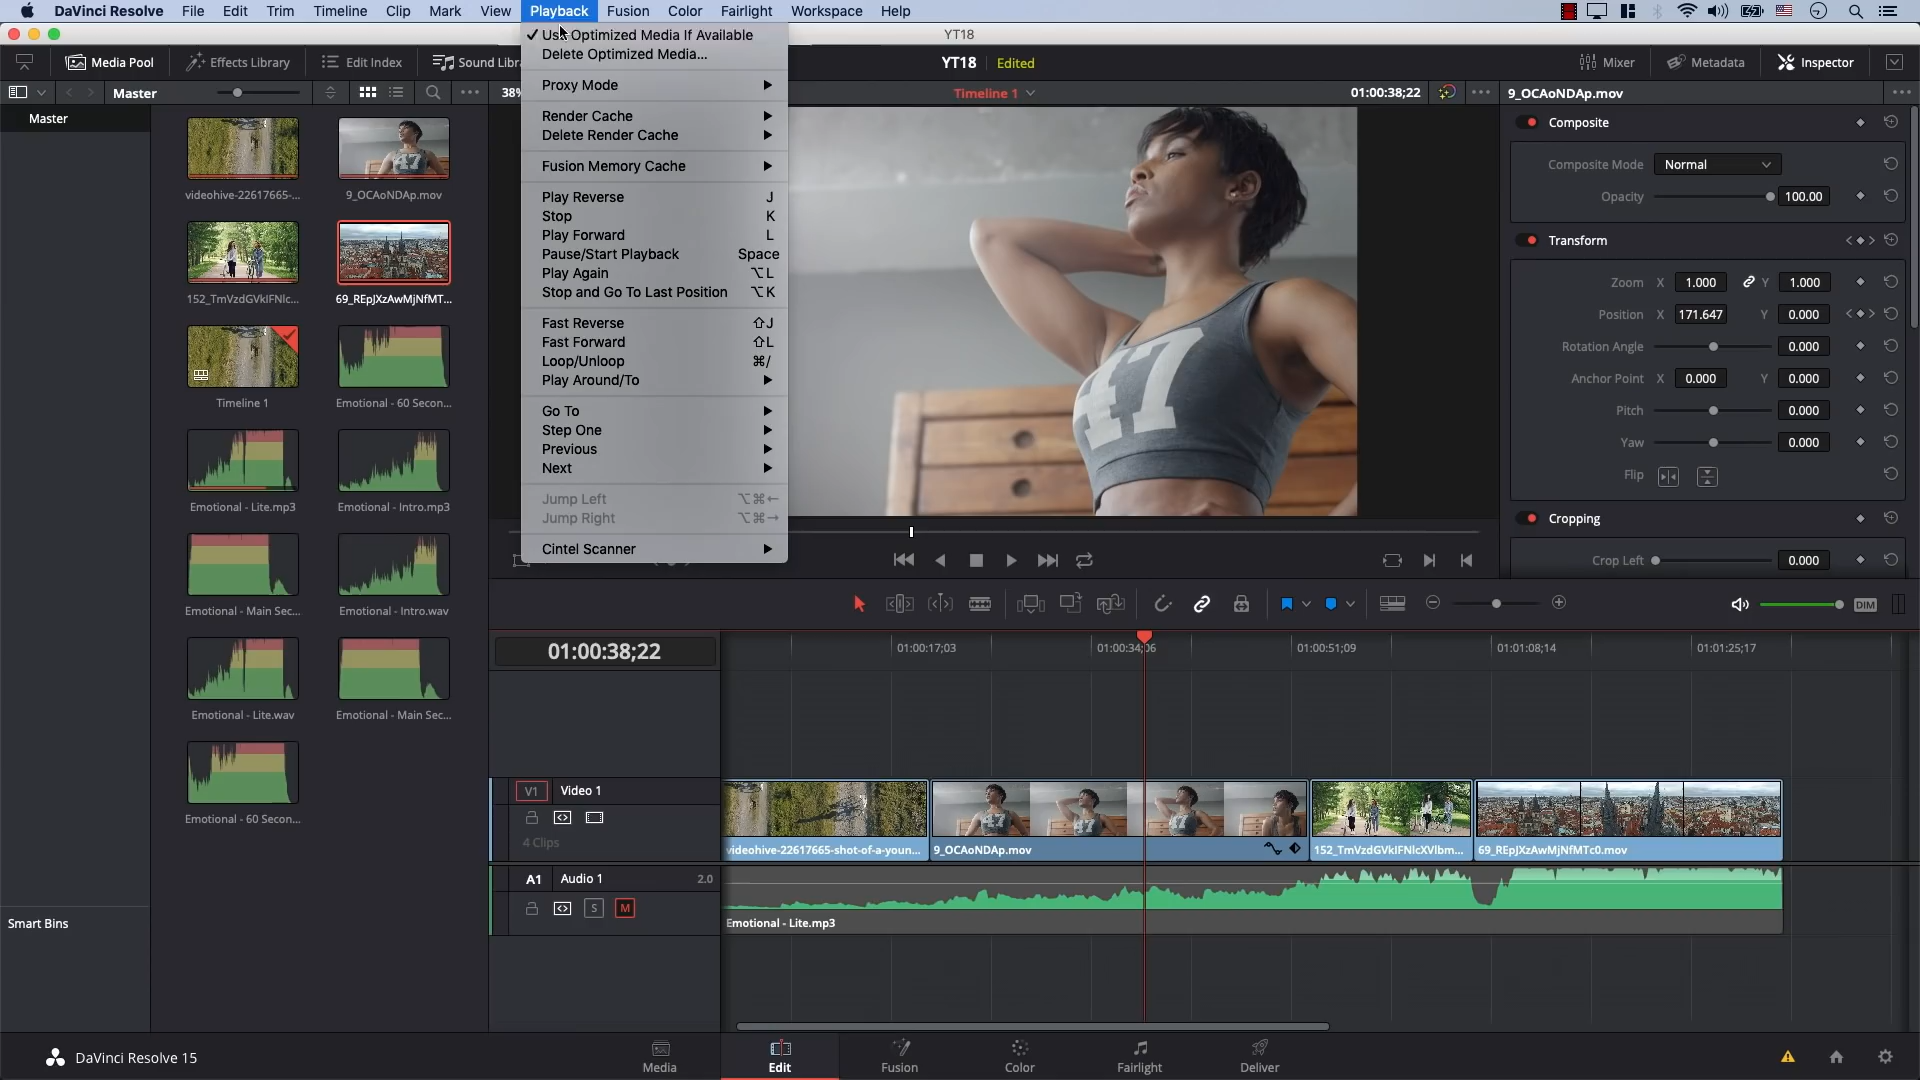 DaVinci Resolve File Edit Trim Timeline Clip Mark View Playback Fusion Color Fairlight Workspace Help
YT18
Media Pool Effects Library Edit Index Sound Libra YT18 Edited Mixer Metadata Inspector
Master 38% Timeline 1 01:00:38;22 9_OCAoNDAp.mov
✓ Use Optimized Media If Available
Delete Optimized Media...
Proxy Mode
Render Cache
Delete Render Cache
Fusion Memory Cache
Play Reverse J
Stop K
Play Forward L
Pause/Start Playback Space
Play Again ⌥L
Stop and Go To Last Position ⌥K
Fast Reverse ⇧J
Fast Forward ⇧L
Loop/Unloop ⌘/
Play Around/To
Go To
Step One
Previous
Next
Jump Left ⌥⌘←
Jump Right ⌥⌘→
Cintel Scanner
Master
videohive-22617665-... 9_OCAoNDAp.mov
152_TmVzdGVkIFNlc... 69_REpJXzAwMjNfMT...
Timeline 1 Emotional - 60 Secon...
Emotional - Lite.mp3 Emotional - Intro.mp3
Emotional - Main Sec... Emotional - Intro.wav
Emotional - Lite.wav Emotional - Main Sec...
Emotional - 60 Secon...
Smart Bins
47
Composite
Composite Mode Normal
Opacity 100.00
Transform
Zoom X 1.000 Y 1.000
Position X 171.647 Y 0.000
Rotation Angle 0.000
Anchor Point X 0.000 Y 0.000
Pitch 0.000
Yaw 0.000
Flip
Cropping
Crop Left 0.000
DIM
01:00:38;22 01:00:17;03 01:00:34;06 01:00:51;09 01:01:08;14 01:01:25;17
V1 Video 1
4 Clips
videohive-22617665-shot-of-a-youn... 9_OCAoNDAp.mov 152_TmVzdGVkIFNlcXVlbm... 69_REpJXzAwMjNfMTc0.mov
A1 Audio 1 2.0
S M
Emotional - Lite.mp3
DaVinci Resolve 15 Media Edit Fusion Color Fairlight Deliver